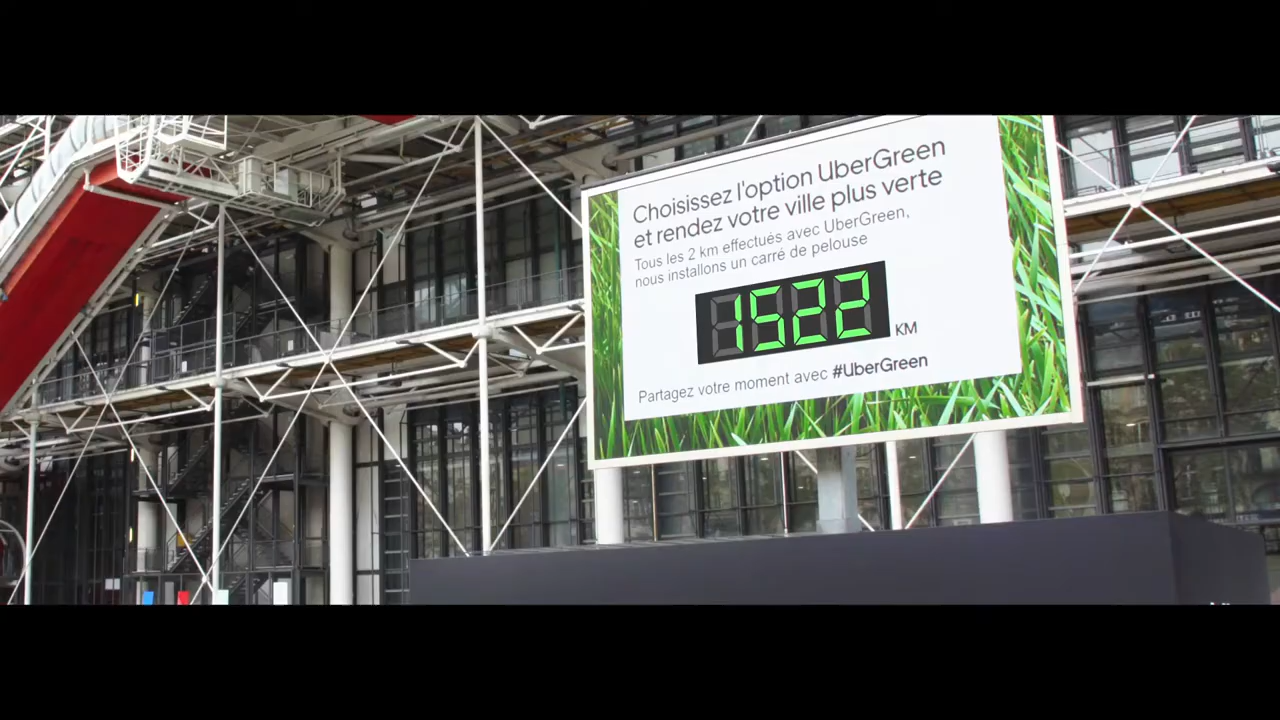 Choisissez l'option UberGreen
et rendez votre ville plus verte
Tous les 2 km effectués avec UberGreen,
nous installons un carré de pelouse
1522 KM
Partagez votre moment avec #UberGreen